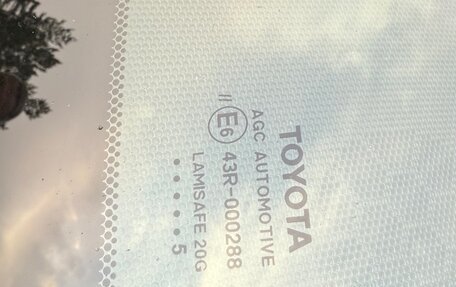 TOYOTA
AGC AUTOMOTIVE
II E6 43R-000288
LAMISAFE 20G
•••••• 5